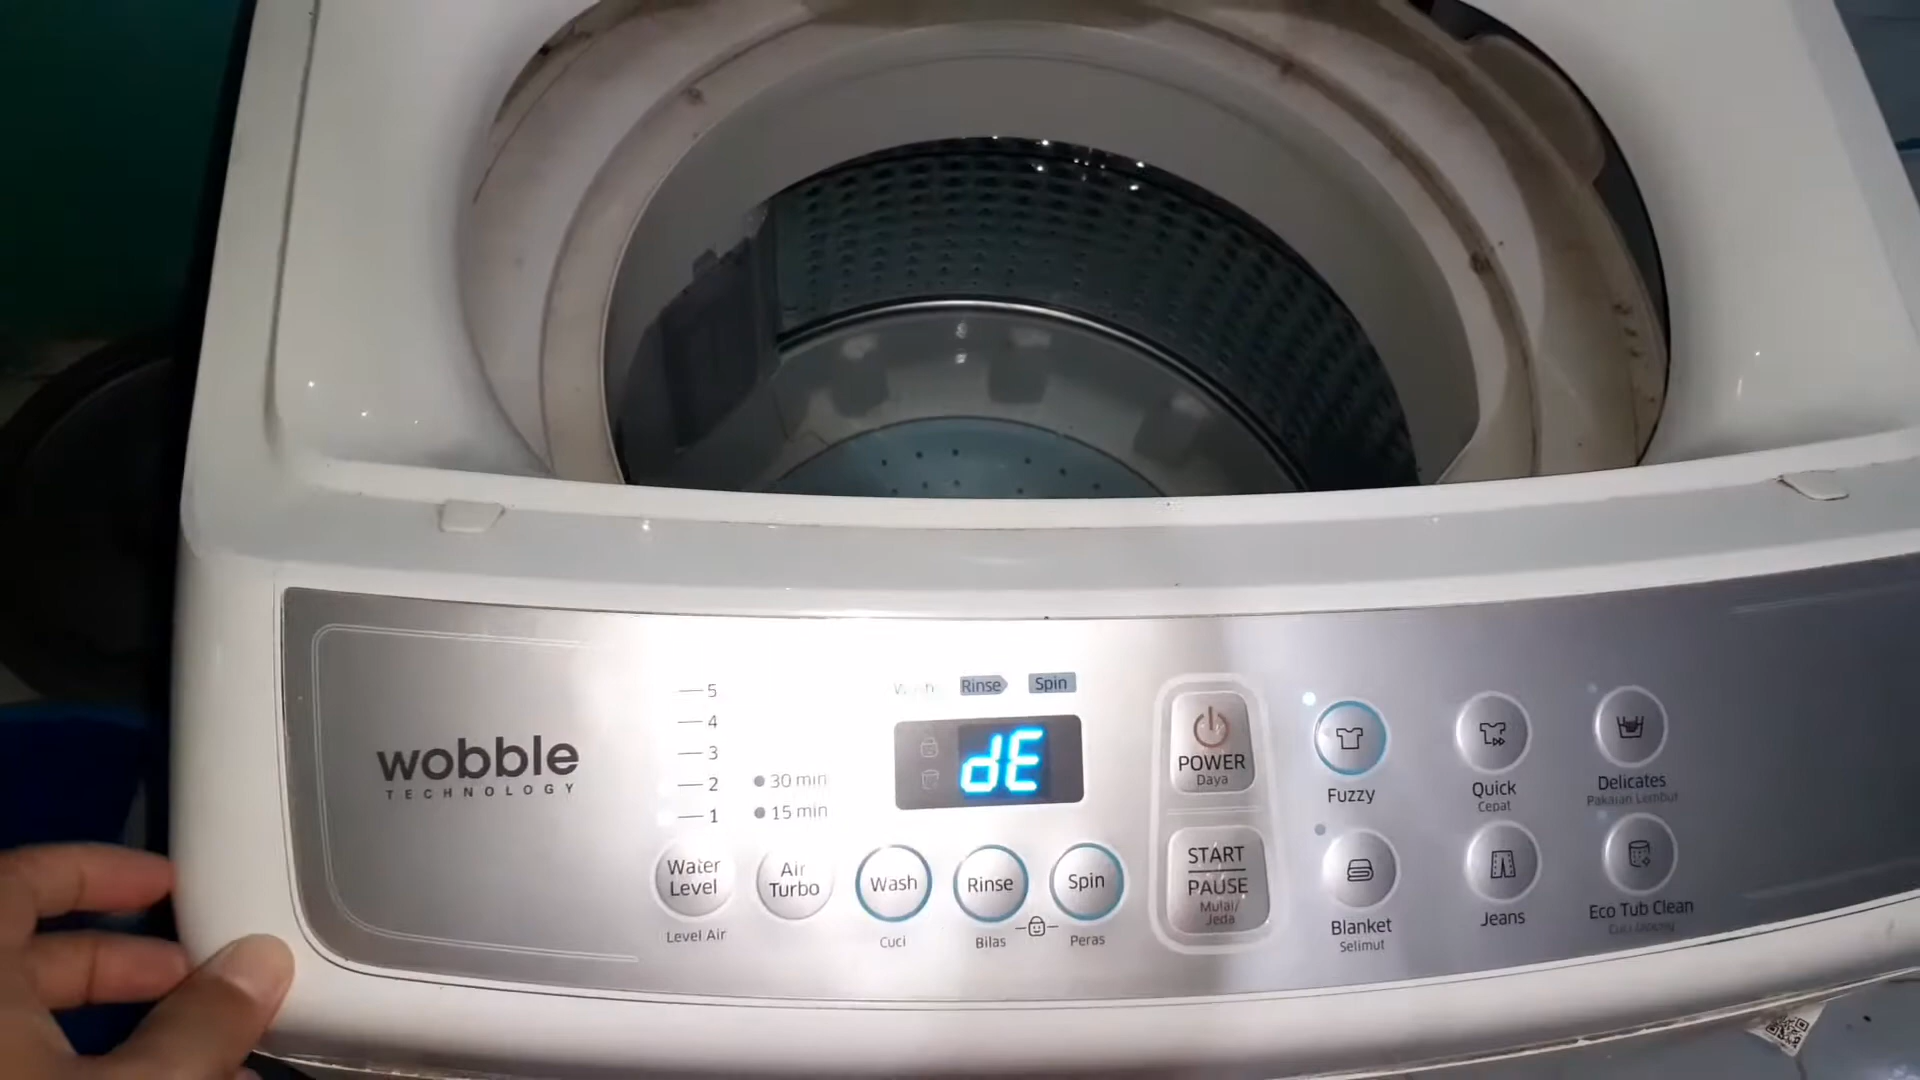 Wash Rinse Spin
5
4
3
2
1
30 min
15 min
dE
wobble
TECHNOLOGY
Water
Level
Level Air
Air
Turbo
Wash
Cuci
Rinse
Bilas
Spin
Peras
POWER
Daya
START
PAUSE
Mulai/
Jeda
Fuzzy
Quick
Cepat
Delicates
Pakaian Lembut
Blanket
Selimut
Jeans
Eco Tub Clean